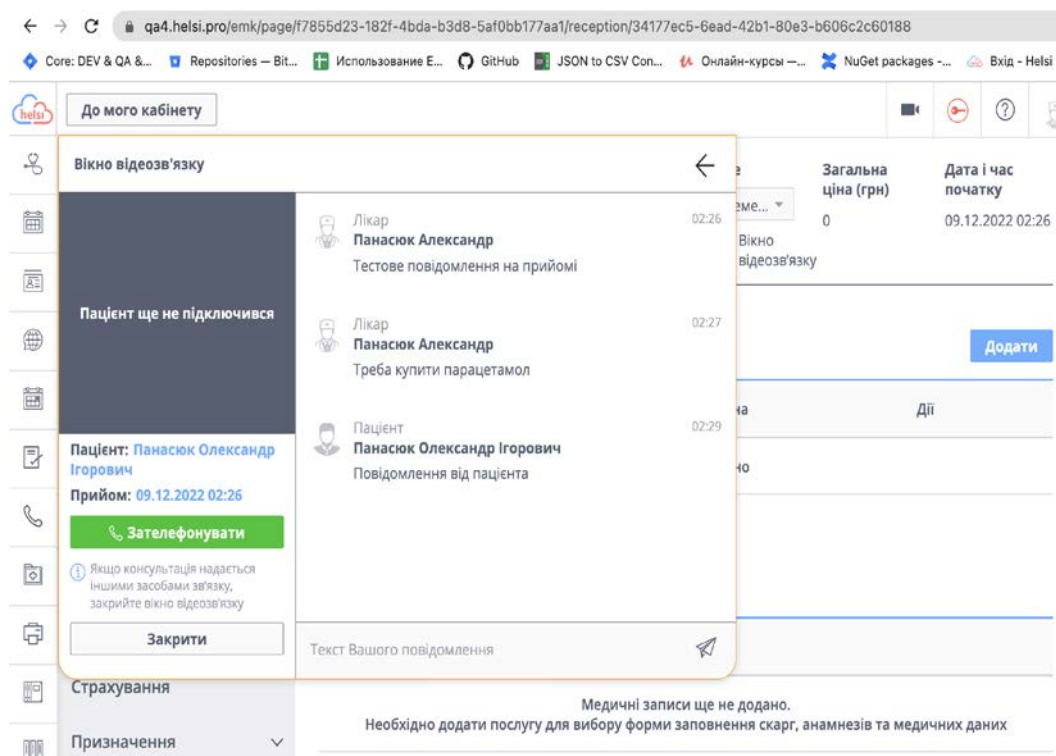 qa4.helsi.pro/emk/page/f7855d23-182f-4bda-b3d8-5af0bb177aa1/reception/34177ec5-6ead-42b1-80e3-b606c2c60188
Core: DEV & QA &... Repositories — Bit... Использование Е... GitHub JSON to CSV Con... Онлайн-курсы —... NuGet packages -... Вхід - Helsi
helsi До мого кабінету
Вікно відеозв'язку
Загальна ціна (грн)
0
Дата і час початку
09.12.2022 02:26
еме...
Вікно
відеозв'язку
Пацієнт ще не підключився
Лікар 02:26
Панасюк Александр
Тестове повідомлення на прийомі
Лікар 02:27
Панасюк Александр
Треба купити парацетамол
Пацієнт 02:29
Панасюк Олександр Ігорович
Повідомлення від пацієнта
Додати
на Дії
но
Пацієнт: Панасюк Олександр
Ігорович
Прийом: 09.12.2022 02:26
Зателефонувати
Якщо консультація надається
іншими засобами зв'язку,
закрийте вікно відеозв'язку
Закрити
Текст Вашого повідомлення
Страхування
Призначення
Медичні записи ще не додано.
Необхідно додати послугу для вибору форми заповнення скарг, анамнезів та медичних даних